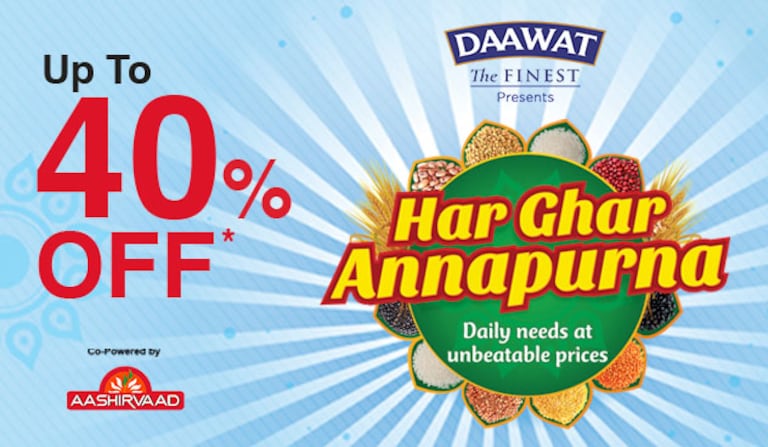 Up To
40%
OFF*
Co-Powered by
AASHIRVAAD
DAAWAT
The FINEST
Presents
Har Ghar
Annapurna
Daily needs at
unbeatable prices